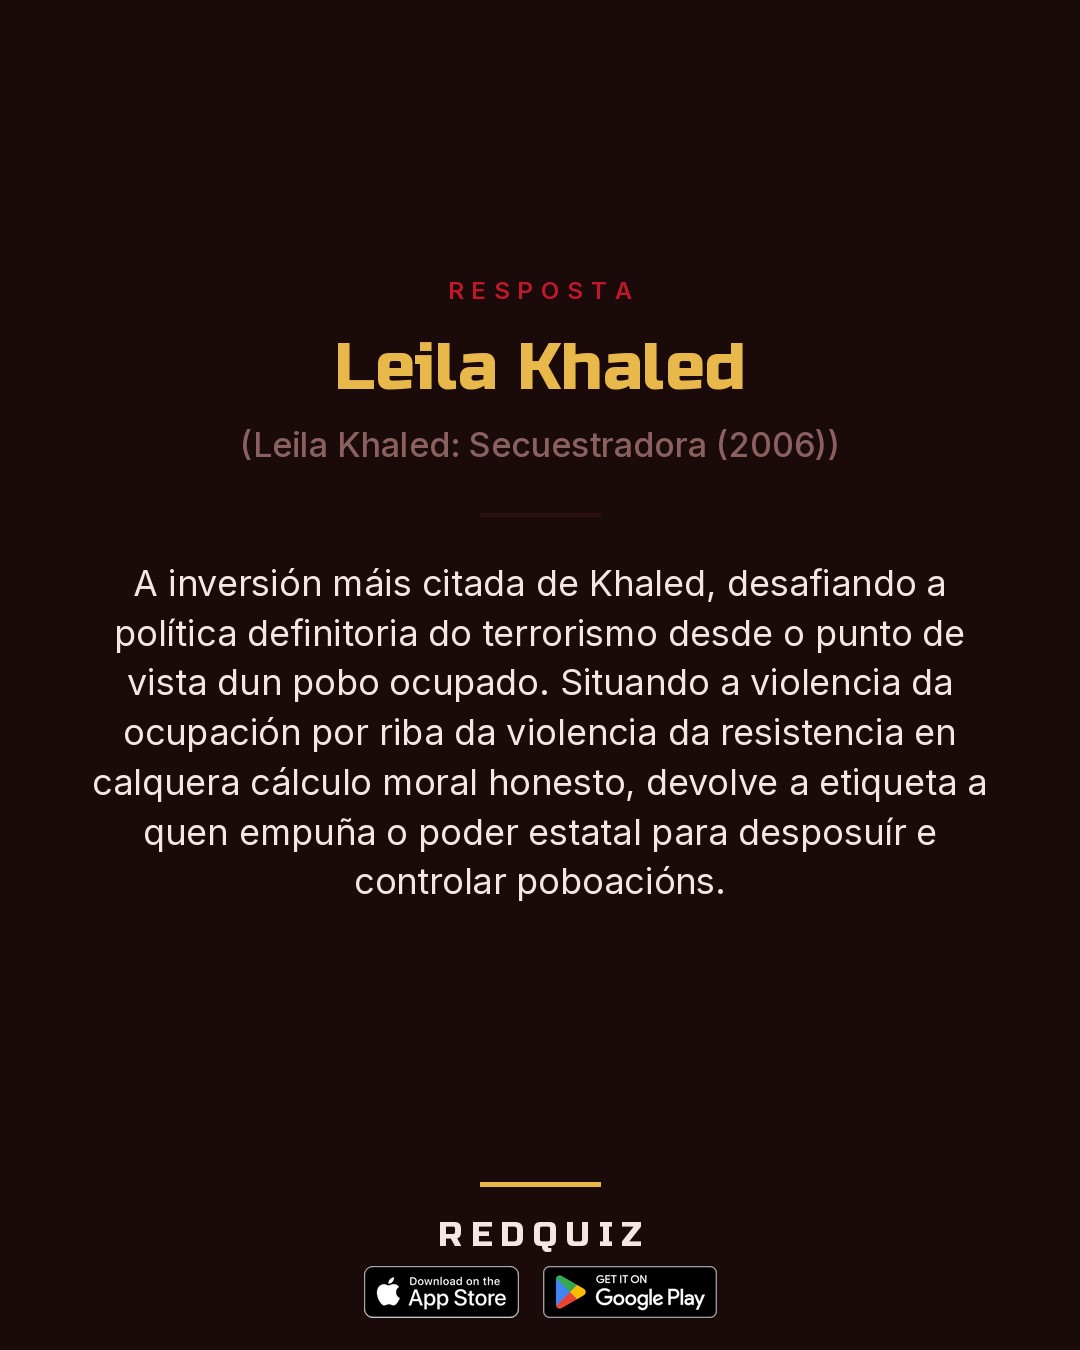 RESPOSTA
Leila Khaled
(Leila Khaled: Secuestradora (2006))
A inversión máis citada de Khaled, desafiando a
política definitoria do terrorismo desde o punto de
vista dun pobo ocupado. Situando a violencia da
ocupación por riba da violencia da resistencia en
calquera cálculo moral honesto, devolve a etiqueta a
quen empuña o poder estatal para desposuír e
controlar poboacións.
REDQUIZ
Download on the
App Store
GET IT ON
Google Play